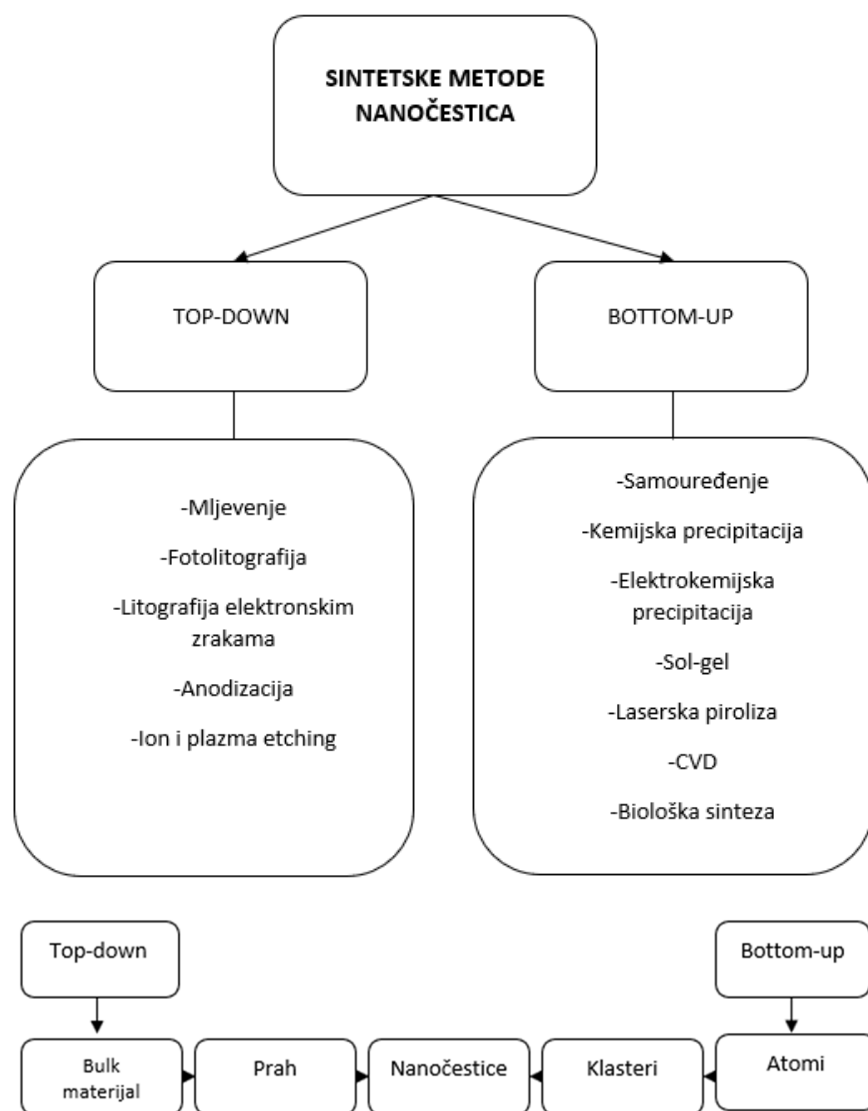 SINTETSKE METODE
NANOČESTICA
TOP-DOWN
BOTTOM-UP
-Mljevenje
-Fotolitografija
-Litografija elektronskim
zrakama
-Anodizacija
-Ion i plazma etching
-Samouređenje
-Kemijska precipitacija
-Elektrokemijska
precipitacija
-Sol-gel
-Laserska piroliza
-CVD
-Biološka sinteza
Top-down
Bottom-up
Bulk
materijal
Prah
Nanočestice
Klasteri
Atomi